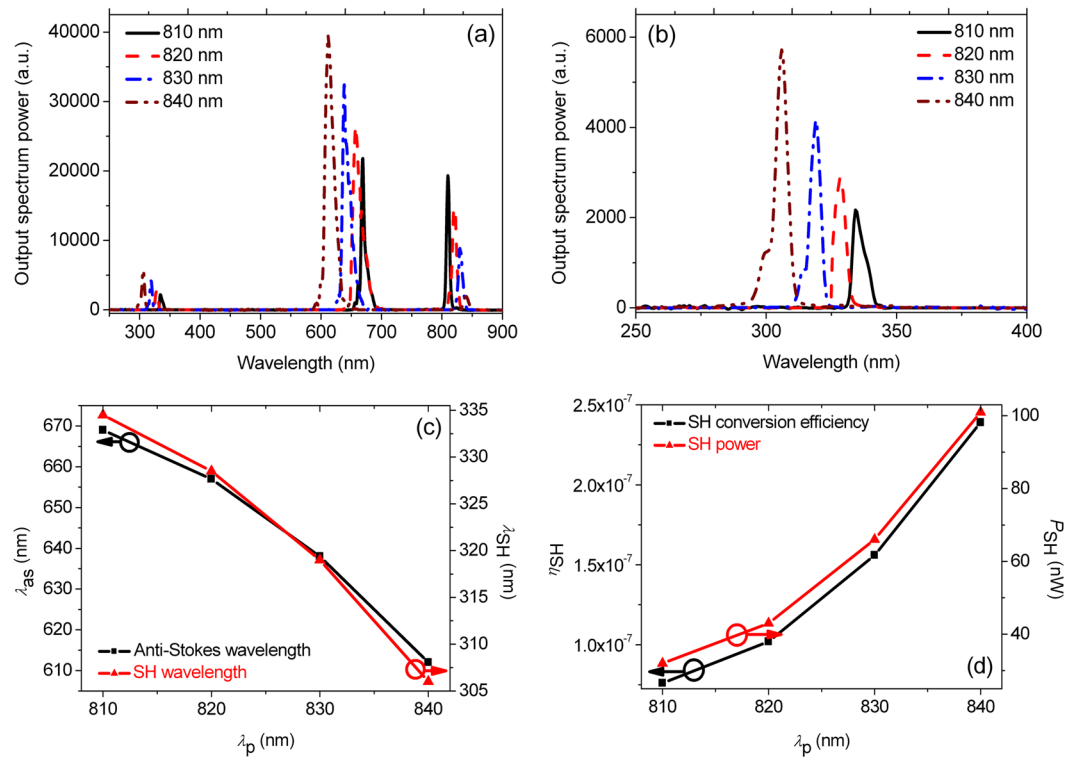 (a)
810 nm
820 nm
830 nm
840 nm
Output spectrum power (a.u.)
40000
30000
20000
10000
0
300 400 500 600 700 800 900
Wavelength (nm)
(b)
810 nm
820 nm
830 nm
840 nm
Output spectrum power (a.u.)
6000
4000
2000
0
250 300 350 400
Wavelength (nm)
(c)
λas (nm)
670
660
650
640
630
620
610
λSH (nm)
335
330
325
320
315
310
305
Anti-Stokes wavelength
SH wavelength
810 820 830 840
λp (nm)
SH conversion efficiency
SH power
ηSH
2.5x10-7
2.0x10-7
1.5x10-7
1.0x10-7
PSH (nW)
100
80
60
40
(d)
810 820 830 840
λp (nm)